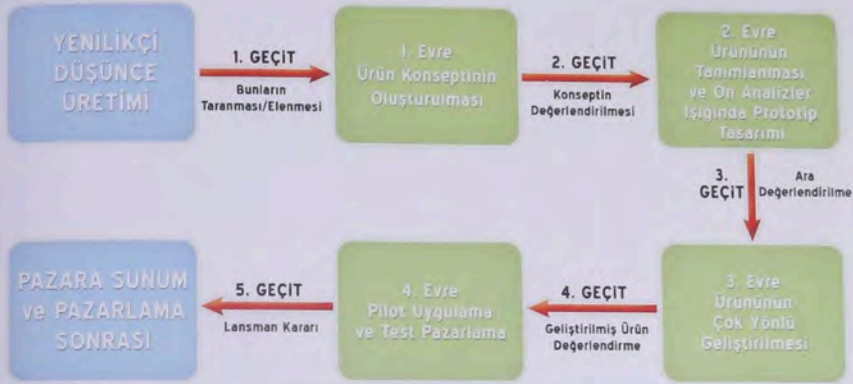 YENİLİKÇİ
DÜŞÜNCE
ÜRETİMİ
1. GEÇİT
Bunların
Taranması/Elenmesi
1. Evre
Ürün Konseptinin
Oluşturulması
2. GEÇİT
Konseptin
Değerlendirilmesi
2. Evre
Ürününün
Tanımlanması
ve Ön Analizler
Işığında Prototip
Tasarımı
3.
GEÇİT
Ara
Değerlendirilme
3. Evre
Ürününün
Çok Yönlü
Geliştirilmesi
4. GEÇİT
Geliştirilmiş Ürün
Değerlendirme
4. Evre
Pilot Uygulama
ve Test Pazarlama
5. GEÇİT
Lansman Kararı
PAZARA SUNUM
ve PAZARLAMA
SONRASI